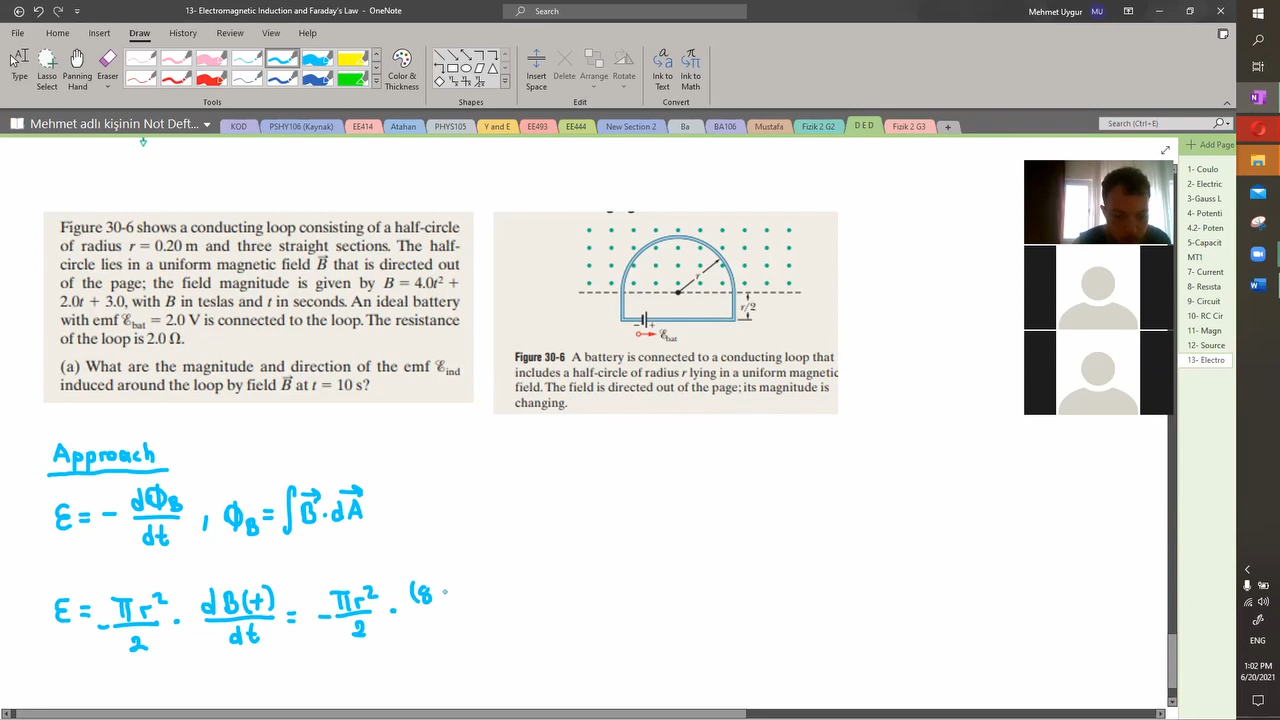 13- Electromagnetic Induction and Faraday's Law - OneNote
Search
Mehmet Uygur
MU
File Home Insert Draw History Review View Help
Type
Lasso Select
Panning Hand
Eraser
Color & Thickness
Insert Space
Delete
Arrange
Rotate
Ink to Text
Ink to Math
Tools
Shapes
Edit
Convert
Mehmet adlı kişinin Not Deft...
KOD PSHY106 (Kaynak) EE414 Atahan PHYS105 Y and E EE493 EE444 New Section 2 Ba BA106 Mustafa Fizik 2 G2 D E D Fizik 2 G3
Search (Ctrl+E)
Add Page
1- Coulo
2- Electric
3-Gauss L
4- Potenti
4.2- Poten
5-Capacit
MT1
7- Current
8- Resista
9- Circuit
10- RC Cir
11- Magn
12- Source
13- Electro
Figure 30-6 shows a conducting loop consisting of a half-circle
of radius r = 0.20 m and three straight sections. The half-
circle lies in a uniform magnetic field B⃗ that is directed out
of the page; the field magnitude is given by B = 4.0t² +
2.0t + 3.0, with B in teslas and t in seconds. An ideal battery
with emf ℰbat = 2.0 V is connected to the loop. The resistance
of the loop is 2.0 Ω.
(a) What are the magnitude and direction of the emf ℰind
induced around the loop by field B⃗ at t = 10 s?
r
r/2
- +
ℰbat
Figure 30-6 A battery is connected to a conducting loop that
includes a half-circle of radius r lying in a uniform magnetic
field. The field is directed out of the page; its magnitude is
changing.
Approach
ε = - dΦB/dt , ΦB = ∫B⃗·dA⃗
ε = -πr²/2 · dB(t)/dt = -πr²/2 · (8
ENG
1:02 PM
6/20/2021